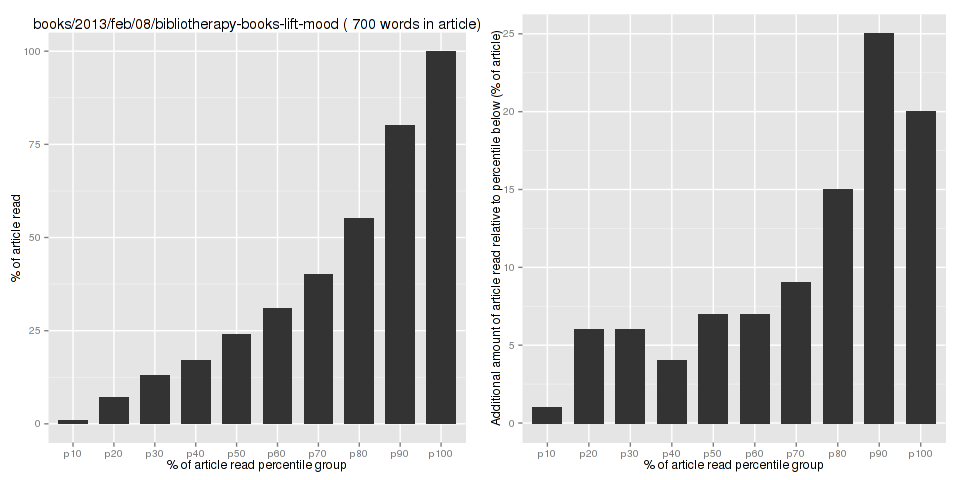 books/2013/feb/08/bibliotherapy-books-lift-mood ( 700 words in article)
% of article read
100
75
50
25
0
p10 p20 p30 p40 p50 p60 p70 p80 p90 p100
% of article read percentile group
Additional amount of article read relative to percentile below (% of article)
25
20
15
10
5
0
p10 p20 p30 p40 p50 p60 p70 p80 p90 p100
% of article read percentile group